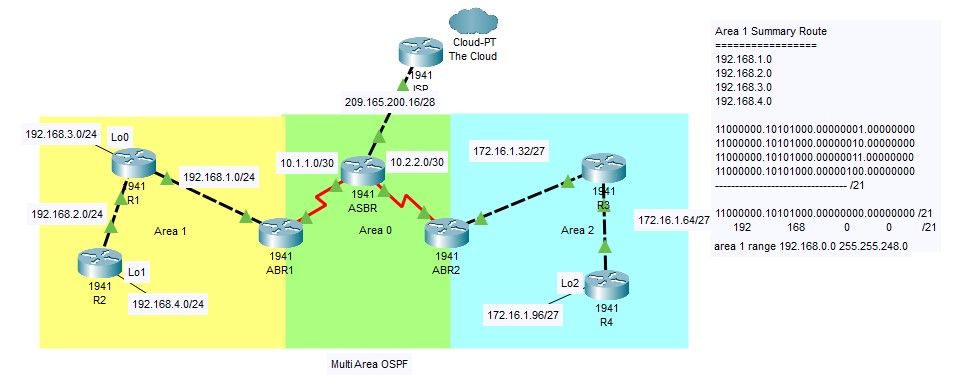 Cloud-PT
The Cloud
1941
ISP
209.165.200.16/28
192.168.3.0/24
Lo0
1941
R1
192.168.1.0/24
192.168.2.0/24
Area 1
1941
R2
Lo1
192.168.4.0/24
1941
ABR1
10.1.1.0/30
10.2.2.0/30
1941
ASBR
Area 0
1941
ABR2
172.16.1.32/27
1941
R3
172.16.1.64/27
Area 2
Lo2
1941
R4
172.16.1.96/27
Multi Area OSPF
Area 1 Summary Route
=================
192.168.1.0
192.168.2.0
192.168.3.0
192.168.4.0
11000000.10101000.00000001.00000000
11000000.10101000.00000010.00000000
11000000.10101000.00000011.00000000
11000000.10101000.00000100.00000000
--------------------------------- /21
11000000.10101000.00000000.00000000 /21
192 168 0 0 /21
area 1 range 192.168.0.0 255.255.248.0